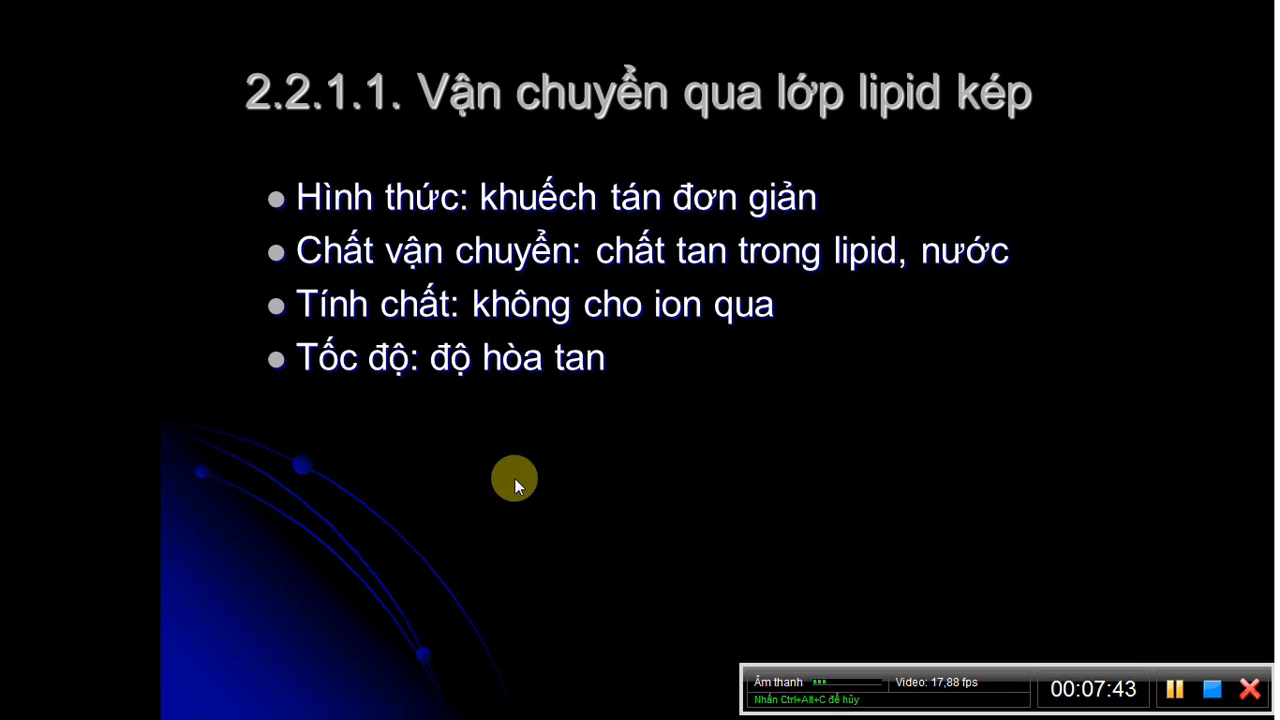 2.2.1.1. Vận chuyển qua lớp lipid kép
Hình thức: khuếch tán đơn giản
Chất vận chuyển: chất tan trong lipid, nước
Tính chất: không cho ion qua
Tốc độ: độ hòa tan
Âm thanh
Video: 17,88 fps
00:07:43
Nhấn Ctrl+Alt+C để hủy